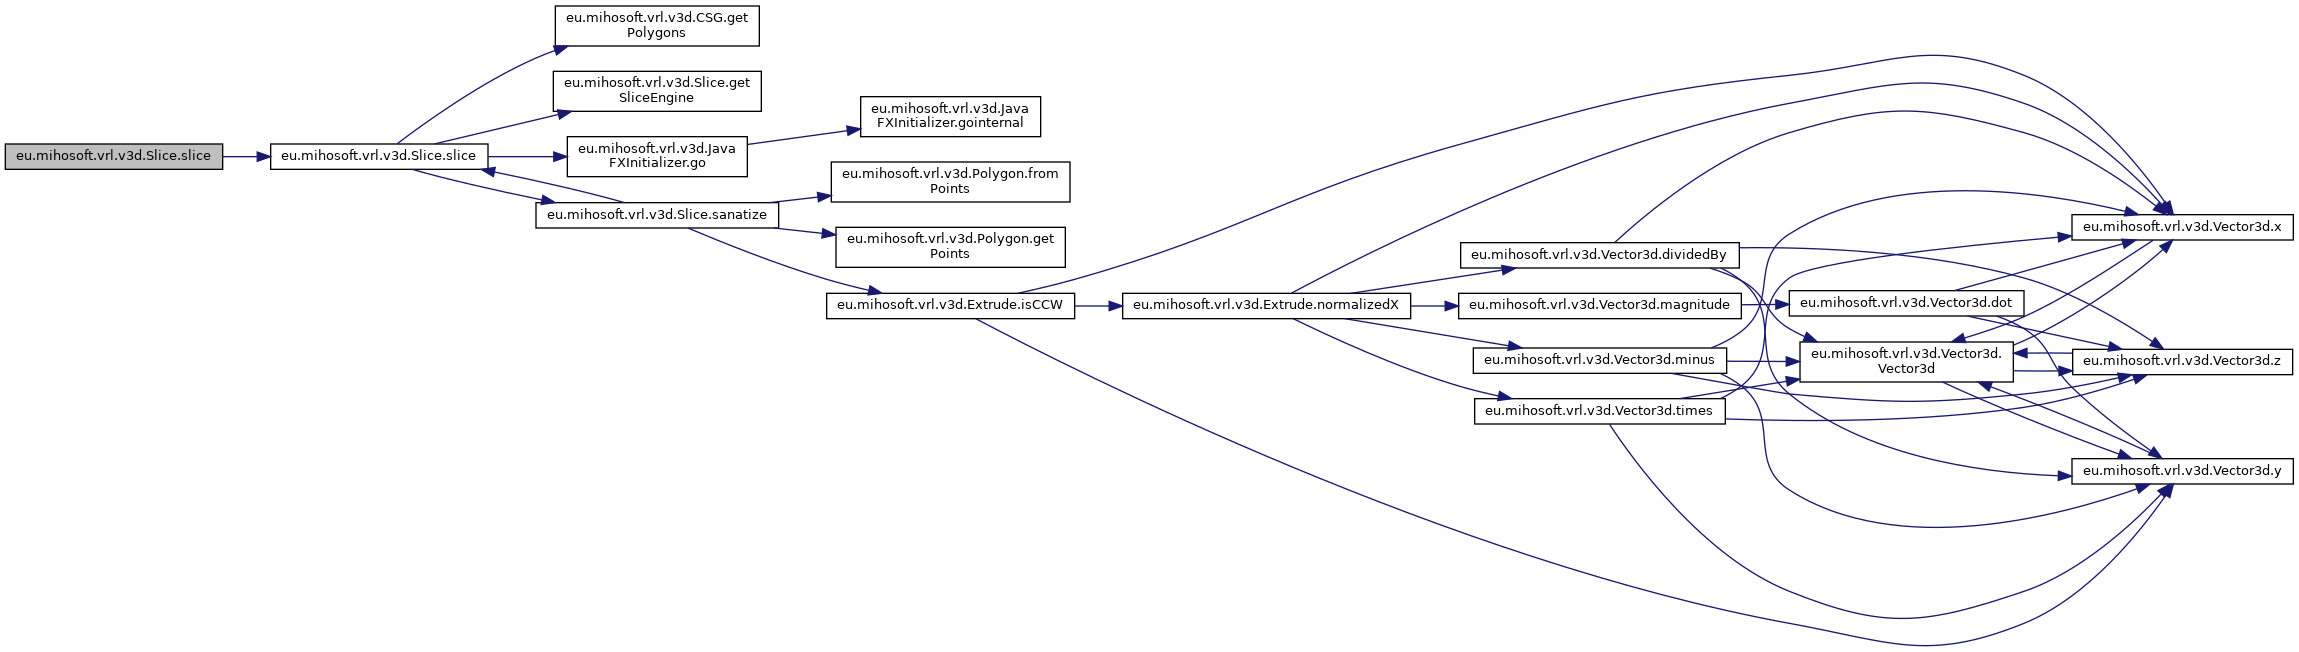 eu.mihosoft.vrl.v3d.Slice.slice
eu.mihosoft.vrl.v3d.Slice.slice
eu.mihosoft.vrl.v3d.CSG.get
Polygons
eu.mihosoft.vrl.v3d.Slice.get
SliceEngine
eu.mihosoft.vrl.v3d.Java
FXInitializer.go
eu.mihosoft.vrl.v3d.Slice.sanatize
eu.mihosoft.vrl.v3d.Java
FXInitializer.gointernal
eu.mihosoft.vrl.v3d.Polygon.from
Points
eu.mihosoft.vrl.v3d.Polygon.get
Points
eu.mihosoft.vrl.v3d.Extrude.isCCW
eu.mihosoft.vrl.v3d.Extrude.normalizedX
eu.mihosoft.vrl.v3d.Vector3d.dividedBy
eu.mihosoft.vrl.v3d.Vector3d.magnitude
eu.mihosoft.vrl.v3d.Vector3d.minus
eu.mihosoft.vrl.v3d.Vector3d.times
eu.mihosoft.vrl.v3d.Vector3d.dot
eu.mihosoft.vrl.v3d.Vector3d.
Vector3d
eu.mihosoft.vrl.v3d.Vector3d.x
eu.mihosoft.vrl.v3d.Vector3d.z
eu.mihosoft.vrl.v3d.Vector3d.y